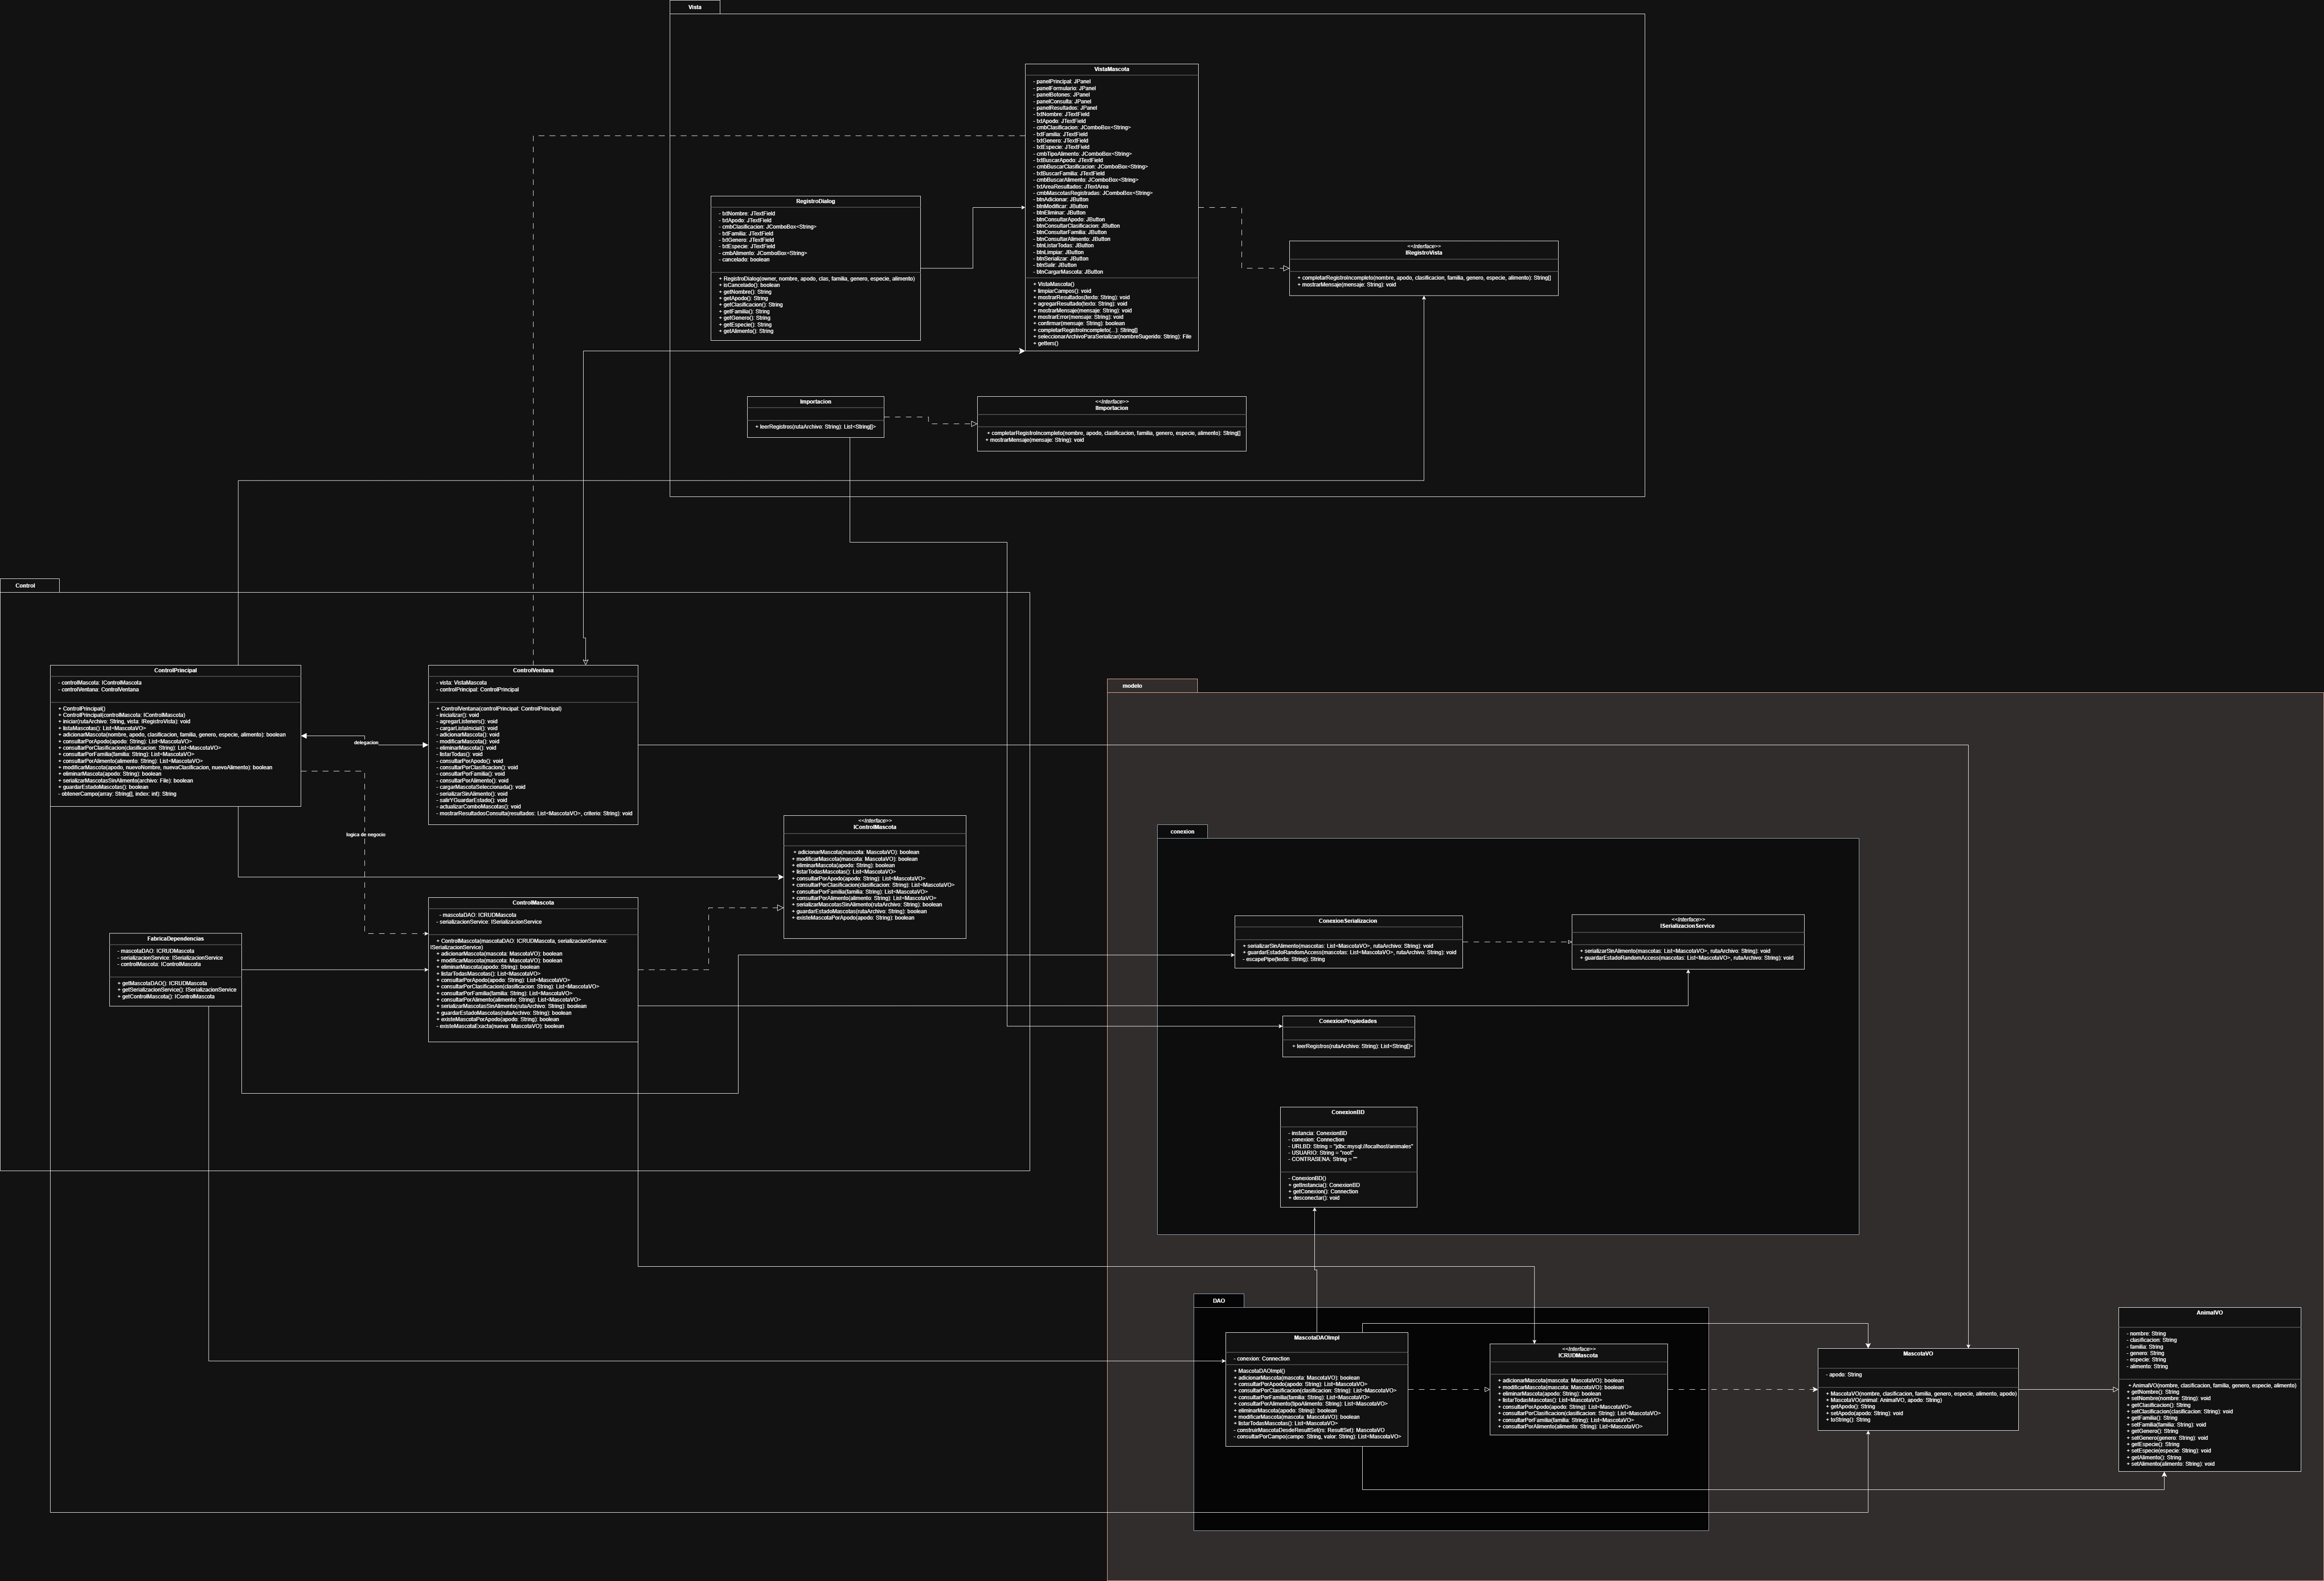 Vista
VistaMascota
- panelPrincipal: JPanel
- panelFormulario: JPanel
- panelBotones: JPanel
- panelConsulta: JPanel
- panelResultados: JPanel
- txtNombre: JTextField
- txtApodo: JTextField
- cmbClasificacion: JComboBox<String>
- txtFamilia: JTextField
- txtGenero: JTextField
- txtEspecie: JTextField
- cmbTipoAlimento: JComboBox<String>
- txtBuscarApodo: JTextField
- cmbBuscarClasificacion: JComboBox<String>
- txtBuscarFamilia: JTextField
- cmbBuscarAlimento: JComboBox<String>
- txtAreaResultados: JTextArea
- cmbMascotasRegistradas: JComboBox<String>
- btnAdicionar: JButton
- btnModificar: JButton
- btnEliminar: JButton
- btnConsultarApodo: JButton
- btnConsultarClasificacion: JButton
- btnConsultarFamilia: JButton
- btnConsultarAlimento: JButton
- btnListarTodas: JButton
- btnLimpiar: JButton
- btnSerializar: JButton
- btnSalir: JButton
- btnCargarMascota: JButton
+ VistaMascota()
+ limpiarCampos(): void
+ mostrarResultados(texto: String): void
+ agregarResultado(texto: String): void
+ mostrarMensaje(mensaje: String): void
+ mostrarError(mensaje: String): void
+ confirmar(mensaje: String): boolean
+ completarRegistroIncompleto(...): String[]
+ seleccionarArchivoParaSerializar(nombreSugerido: String): File
+ getters()
RegistroDialog
- txtNombre: JTextField
- txtApodo: JTextField
- cmbClasificacion: JComboBox<String>
- txtFamilia: JTextField
- txtGenero: JTextField
- txtEspecie: JTextField
- cmbAlimento: JComboBox<String>
- cancelado: boolean
+ RegistroDialog(owner, nombre, apodo, clas, familia, genero, especie, alimento)
+ isCancelado(): boolean
+ getNombre(): String
+ getApodo(): String
+ getClasificacion(): String
+ getFamilia(): String
+ getGenero(): String
+ getEspecie(): String
+ getAlimento(): String
<<Interface>>
IRegistroVista
+ completarRegistroIncompleto(nombre, apodo, clasificacion, familia, genero, especie, alimento): String[]
+ mostrarMensaje(mensaje: String): void
Importacion
+ leerRegistros(rutaArchivo: String): List<String[]>
<<Interface>>
IImportacion
+ completarRegistroIncompleto(nombre, apodo, clasificacion, familia, genero, especie, alimento): String[]
+ mostrarMensaje(mensaje: String): void
Control
ControlPrincipal
- controlMascota: IControlMascota
- controlVentana: ControlVentana
+ ControlPrincipal()
+ ControlPrincipal(controlMascota: IControlMascota)
+ iniciar(rutaArchivo: String, vista: IRegistroVista): void
+ listaMascotas(): List<MascotaVO>
+ adicionarMascota(nombre, apodo, clasificacion, familia, genero, especie, alimento): boolean
+ consultarPorApodo(apodo: String): List<MascotaVO>
+ consultarPorClasificacion(clasificacion: String): List<MascotaVO>
+ consultarPorFamilia(familia: String): List<MascotaVO>
+ consultarPorAlimento(alimento: String): List<MascotaVO>
+ modificarMascota(apodo, nuevoNombre, nuevaClasificacion, nuevoAlimento): boolean
+ eliminarMascota(apodo: String): boolean
+ serializarMascotasSinAlimento(archivo: File): boolean
+ guardarEstadoMascotas(): boolean
- obtenerCampo(array: String[], index: int): String
delegacion
logica de negocio
ControlVentana
- vista: VistaMascota
- controlPrincipal: ControlPrincipal
+ ControlVentana(controlPrincipal: ControlPrincipal)
- inicializar(): void
- agregarListeners(): void
- cargarListaInicial(): void
- adicionarMascota(): void
- modificarMascota(): void
- eliminarMascota(): void
- listarTodas(): void
- consultarPorApodo(): void
- consultarPorClasificacion(): void
- consultarPorFamilia(): void
- consultarPorAlimento(): void
- cargarMascotaSeleccionada(): void
- serializarSinAlimento(): void
- salirYGuardarEstado(): void
- actualizarComboMascotas(): void
- mostrarResultadosConsulta(resultados: List<MascotaVO>, criterio: String): void
<<Interface>>
IControlMascota
+ adicionarMascota(mascota: MascotaVO): boolean
+ modificarMascota(mascota: MascotaVO): boolean
+ eliminarMascota(apodo: String): boolean
+ listarTodasMascotas(): List<MascotaVO>
+ consultarPorApodo(apodo: String): List<MascotaVO>
+ consultarPorClasificacion(clasificacion: String): List<MascotaVO>
+ consultarPorFamilia(familia: String): List<MascotaVO>
+ consultarPorAlimento(alimento: String): List<MascotaVO>
+ serializarMascotasSinAlimento(rutaArchivo: String): boolean
+ guardarEstadoMascotas(rutaArchivo: String): boolean
+ existeMascotaPorApodo(apodo: String): boolean
ControlMascota
- mascotaDAO: ICRUDMascota
- serializacionService: ISerializacionService
+ ControlMascota(mascotaDAO: ICRUDMascota, serializacionService:
ISerializacionService)
+ adicionarMascota(mascota: MascotaVO): boolean
+ modificarMascota(mascota: MascotaVO): boolean
+ eliminarMascota(apodo: String): boolean
+ listarTodasMascotas(): List<MascotaVO>
+ consultarPorApodo(apodo: String): List<MascotaVO>
+ consultarPorClasificacion(clasificacion: String): List<MascotaVO>
+ consultarPorFamilia(familia: String): List<MascotaVO>
+ consultarPorAlimento(alimento: String): List<MascotaVO>
+ serializarMascotasSinAlimento(rutaArchivo: String): boolean
+ guardarEstadoMascotas(rutaArchivo: String): boolean
+ existeMascotaPorApodo(apodo: String): boolean
- existeMascotaExacta(nueva: MascotaVO): boolean
FabricaDependencias
- mascotaDAO: ICRUDMascota
- serializacionService: ISerializacionService
- controlMascota: IControlMascota
+ getMascotaDAO(): ICRUDMascota
+ getSerializacionService(): ISerializacionService
+ getControlMascota(): IControlMascota
modelo
conexion
ConexionSerializacion
+ serializarSinAlimento(mascotas: List<MascotaVO>, rutaArchivo: String): void
+ guardarEstadoRandomAccess(mascotas: List<MascotaVO>, rutaArchivo: String): void
- escapePipe(texto: String): String
<<Interface>>
ISerializacionService
+ serializarSinAlimento(mascotas: List<MascotaVO>, rutaArchivo: String): void
+ guardarEstadoRandomAccess(mascotas: List<MascotaVO>, rutaArchivo: String): void
ConexionPropiedades
+ leerRegistros(rutaArchivo: String): List<String[]>
ConexionBD
- instancia: ConexionBD
- conexion: Connection
- URLBD: String = "jdbc:mysql://localhost/animales"
- USUARIO: String = "root"
- CONTRASENA: String = ""
- ConexionBD()
+ getInstancia(): ConexionBD
+ getConexion(): Connection
+ desconectar(): void
DAO
MascotaDAOImpl
- conexion: Connection
+ MascotaDAOImpl()
+ adicionarMascota(mascota: MascotaVO): boolean
+ consultarPorApodo(apodo: String): List<MascotaVO>
+ consultarPorClasificacion(clasificacion: String): List<MascotaVO>
+ consultarPorFamilia(familia: String): List<MascotaVO>
+ consultarPorAlimento(tipoAlimento: String): List<MascotaVO>
+ eliminarMascota(apodo: String): boolean
+ modificarMascota(mascota: MascotaVO): boolean
+ listarTodasMascotas(): List<MascotaVO>
- construirMascotaDesdeResultSet(rs: ResultSet): MascotaVO
- consultarPorCampo(campo: String, valor: String): List<MascotaVO>
<<Interface>>
ICRUDMascota
+ adicionarMascota(mascota: MascotaVO): boolean
+ modificarMascota(mascota: MascotaVO): boolean
+ eliminarMascota(apodo: String): boolean
+ listarTodasMascotas(): List<MascotaVO>
+ consultarPorApodo(apodo: String): List<MascotaVO>
+ consultarPorClasificacion(clasificacion: String): List<MascotaVO>
+ consultarPorFamilia(familia: String): List<MascotaVO>
+ consultarPorAlimento(alimento: String): List<MascotaVO>
MascotaVO
- apodo: String
+ MascotaVO(nombre, clasificacion, familia, genero, especie, alimento, apodo)
+ MascotaVO(animal: AnimalVO, apodo: String)
+ getApodo(): String
+ setApodo(apodo: String): void
+ toString(): String
AnimalVO
- nombre: String
- clasificacion: String
- familia: String
- genero: String
- especie: String
- alimento: String
+ AnimalVO(nombre, clasificacion, familia, genero, especie, alimento)
+ getNombre(): String
+ setNombre(nombre: String): void
+ getClasificacion(): String
+ setClasificacion(clasificacion: String): void
+ getFamilia(): String
+ setFamilia(familia: String): void
+ getGenero(): String
+ setGenero(genero: String): void
+ getEspecie(): String
+ setEspecie(especie: String): void
+ getAlimento(): String
+ setAlimento(alimento: String): void